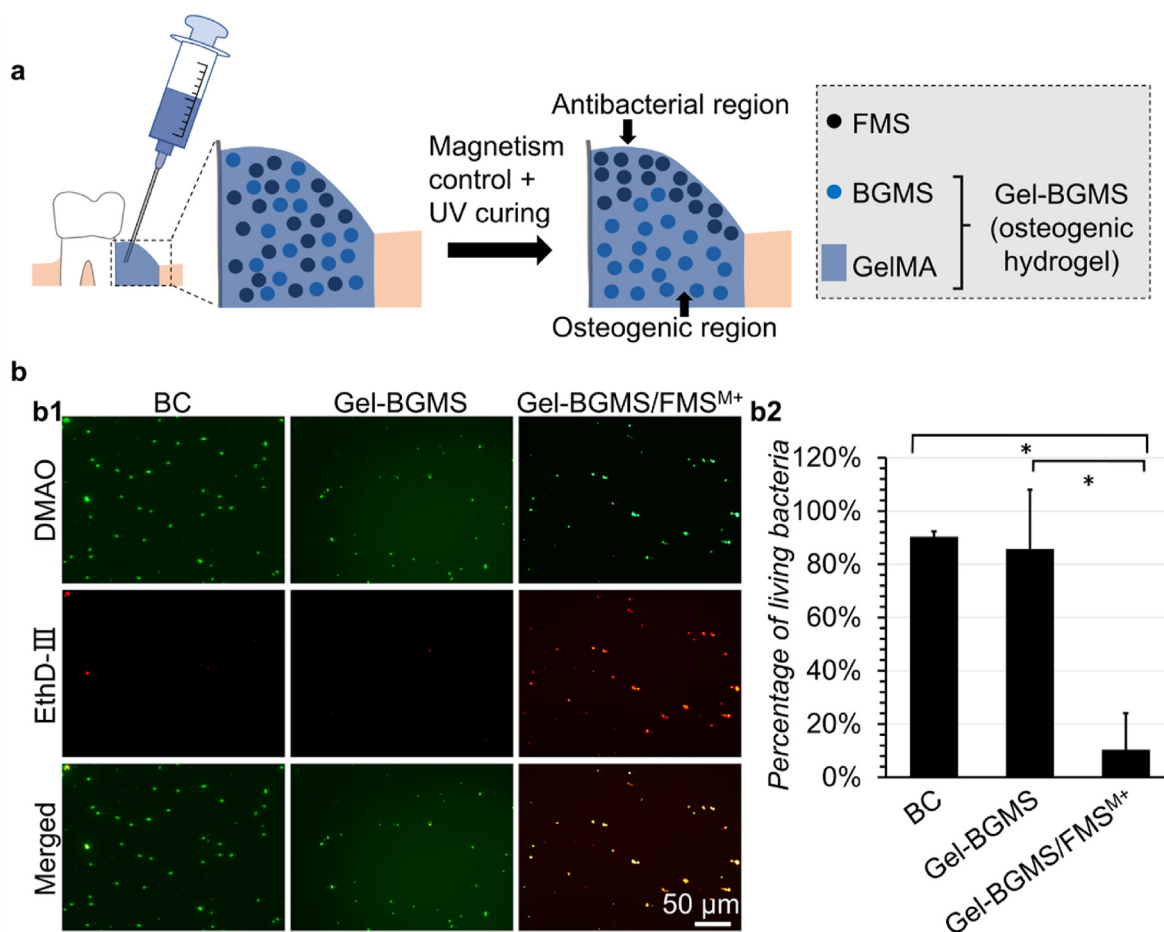 a
Antibacterial region
Magnetism
control +
UV curing
Osteogenic region
FMS
BGMS
GelMA
Gel-BGMS
(osteogenic
hydrogel)
b
b1
BC
Gel-BGMS
Gel-BGMS/FMSᴹ⁺
DMAO
EthD-Ⅲ
Merged
50 μm
b2
Percentage of living bacteria
*
*
120%
100%
80%
60%
40%
20%
0%
BC
Gel-BGMS
Gel-BGMS/FMSᴹ⁺